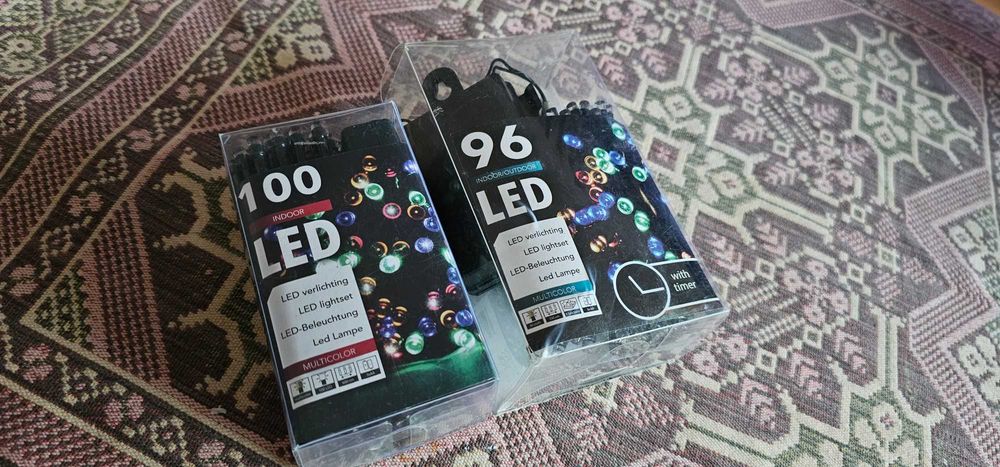 100
INDOOR
LED
LED verlichting
LED lightset
LED-Beleuchtung
Led Lampe
MULTICOLOR
96
INDOOR/OUTDOOR
LED
LED verlichting
LED lightset
LED-Beleuchtung
Led Lampe
MULTICOLOR
with
timer